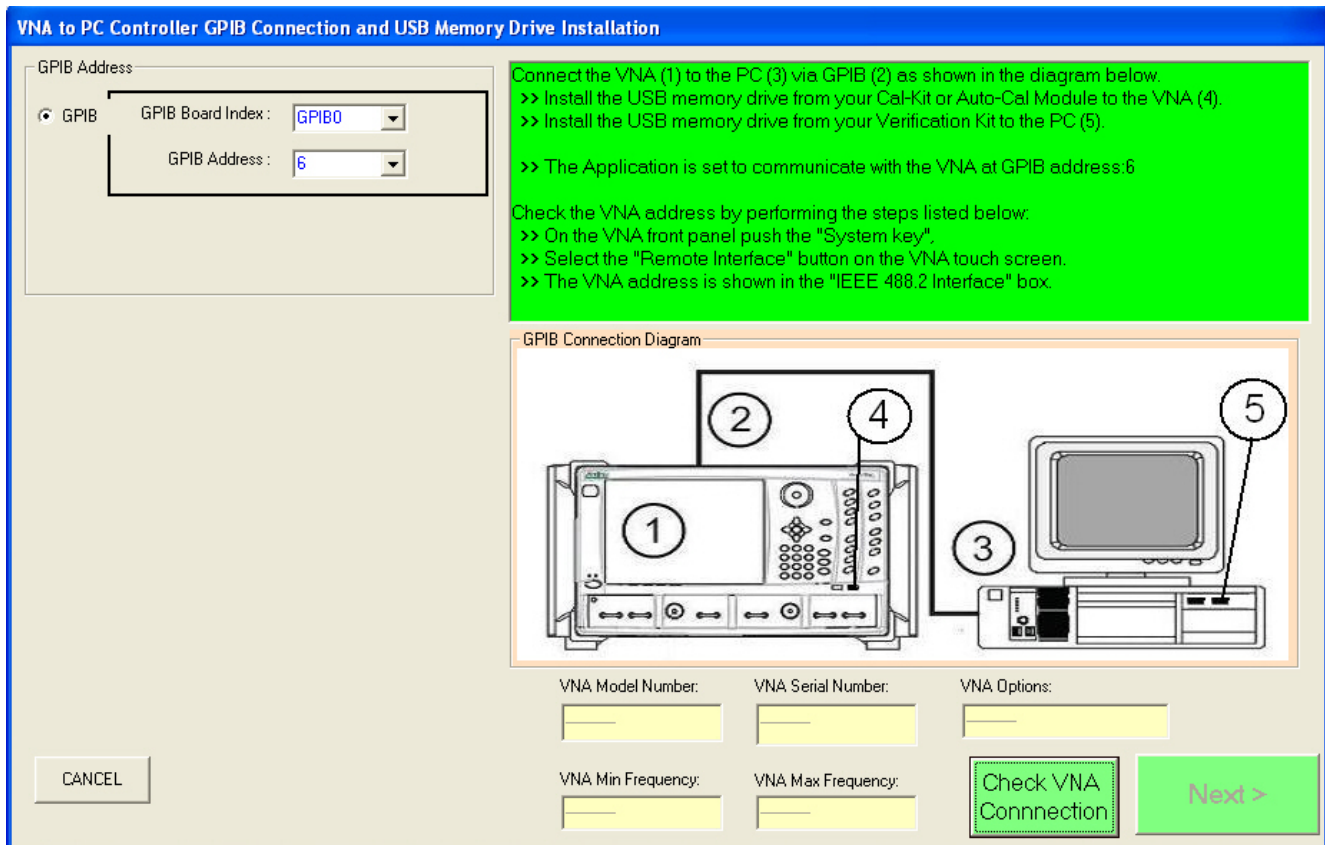 VNA to PC Controller GPIB Connection and USB Memory Drive Installation
GPIB Address
GPIB
GPIB Board Index :
GPIB0
GPIB Address :
6
Connect the VNA (1) to the PC (3) via GPIB (2) as shown in the diagram below.
>> Install the USB memory drive from your Cal-Kit or Auto-Cal Module to the VNA (4).
>> Install the USB memory drive from your Verification Kit to the PC (5).
>> The Application is set to communicate with the VNA at GPIB address:6
Check the VNA address by performing the steps listed below:
>> On the VNA front panel push the "System key",
>> Select the "Remote Interface" button on the VNA touch screen.
>> The VNA address is shown in the "IEEE 488.2 Interface" box.
GPIB Connection Diagram
2
4
5
1
3
VNA Model Number:
VNA Serial Number:
VNA Options:
VNA Min Frequency:
VNA Max Frequency:
CANCEL
Check VNA
Connnection
Next >